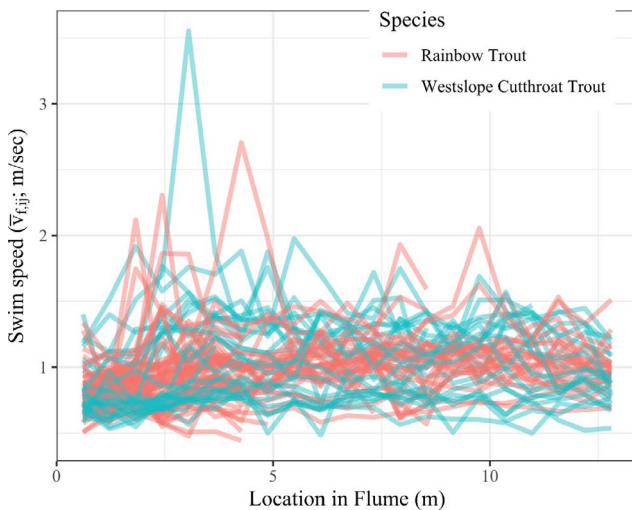 Species
Rainbow Trout
Westslope Cutthroat Trout
Swim speed (v̅f,ij; m/sec)
3
2
1
0
5
10
Location in Flume (m)